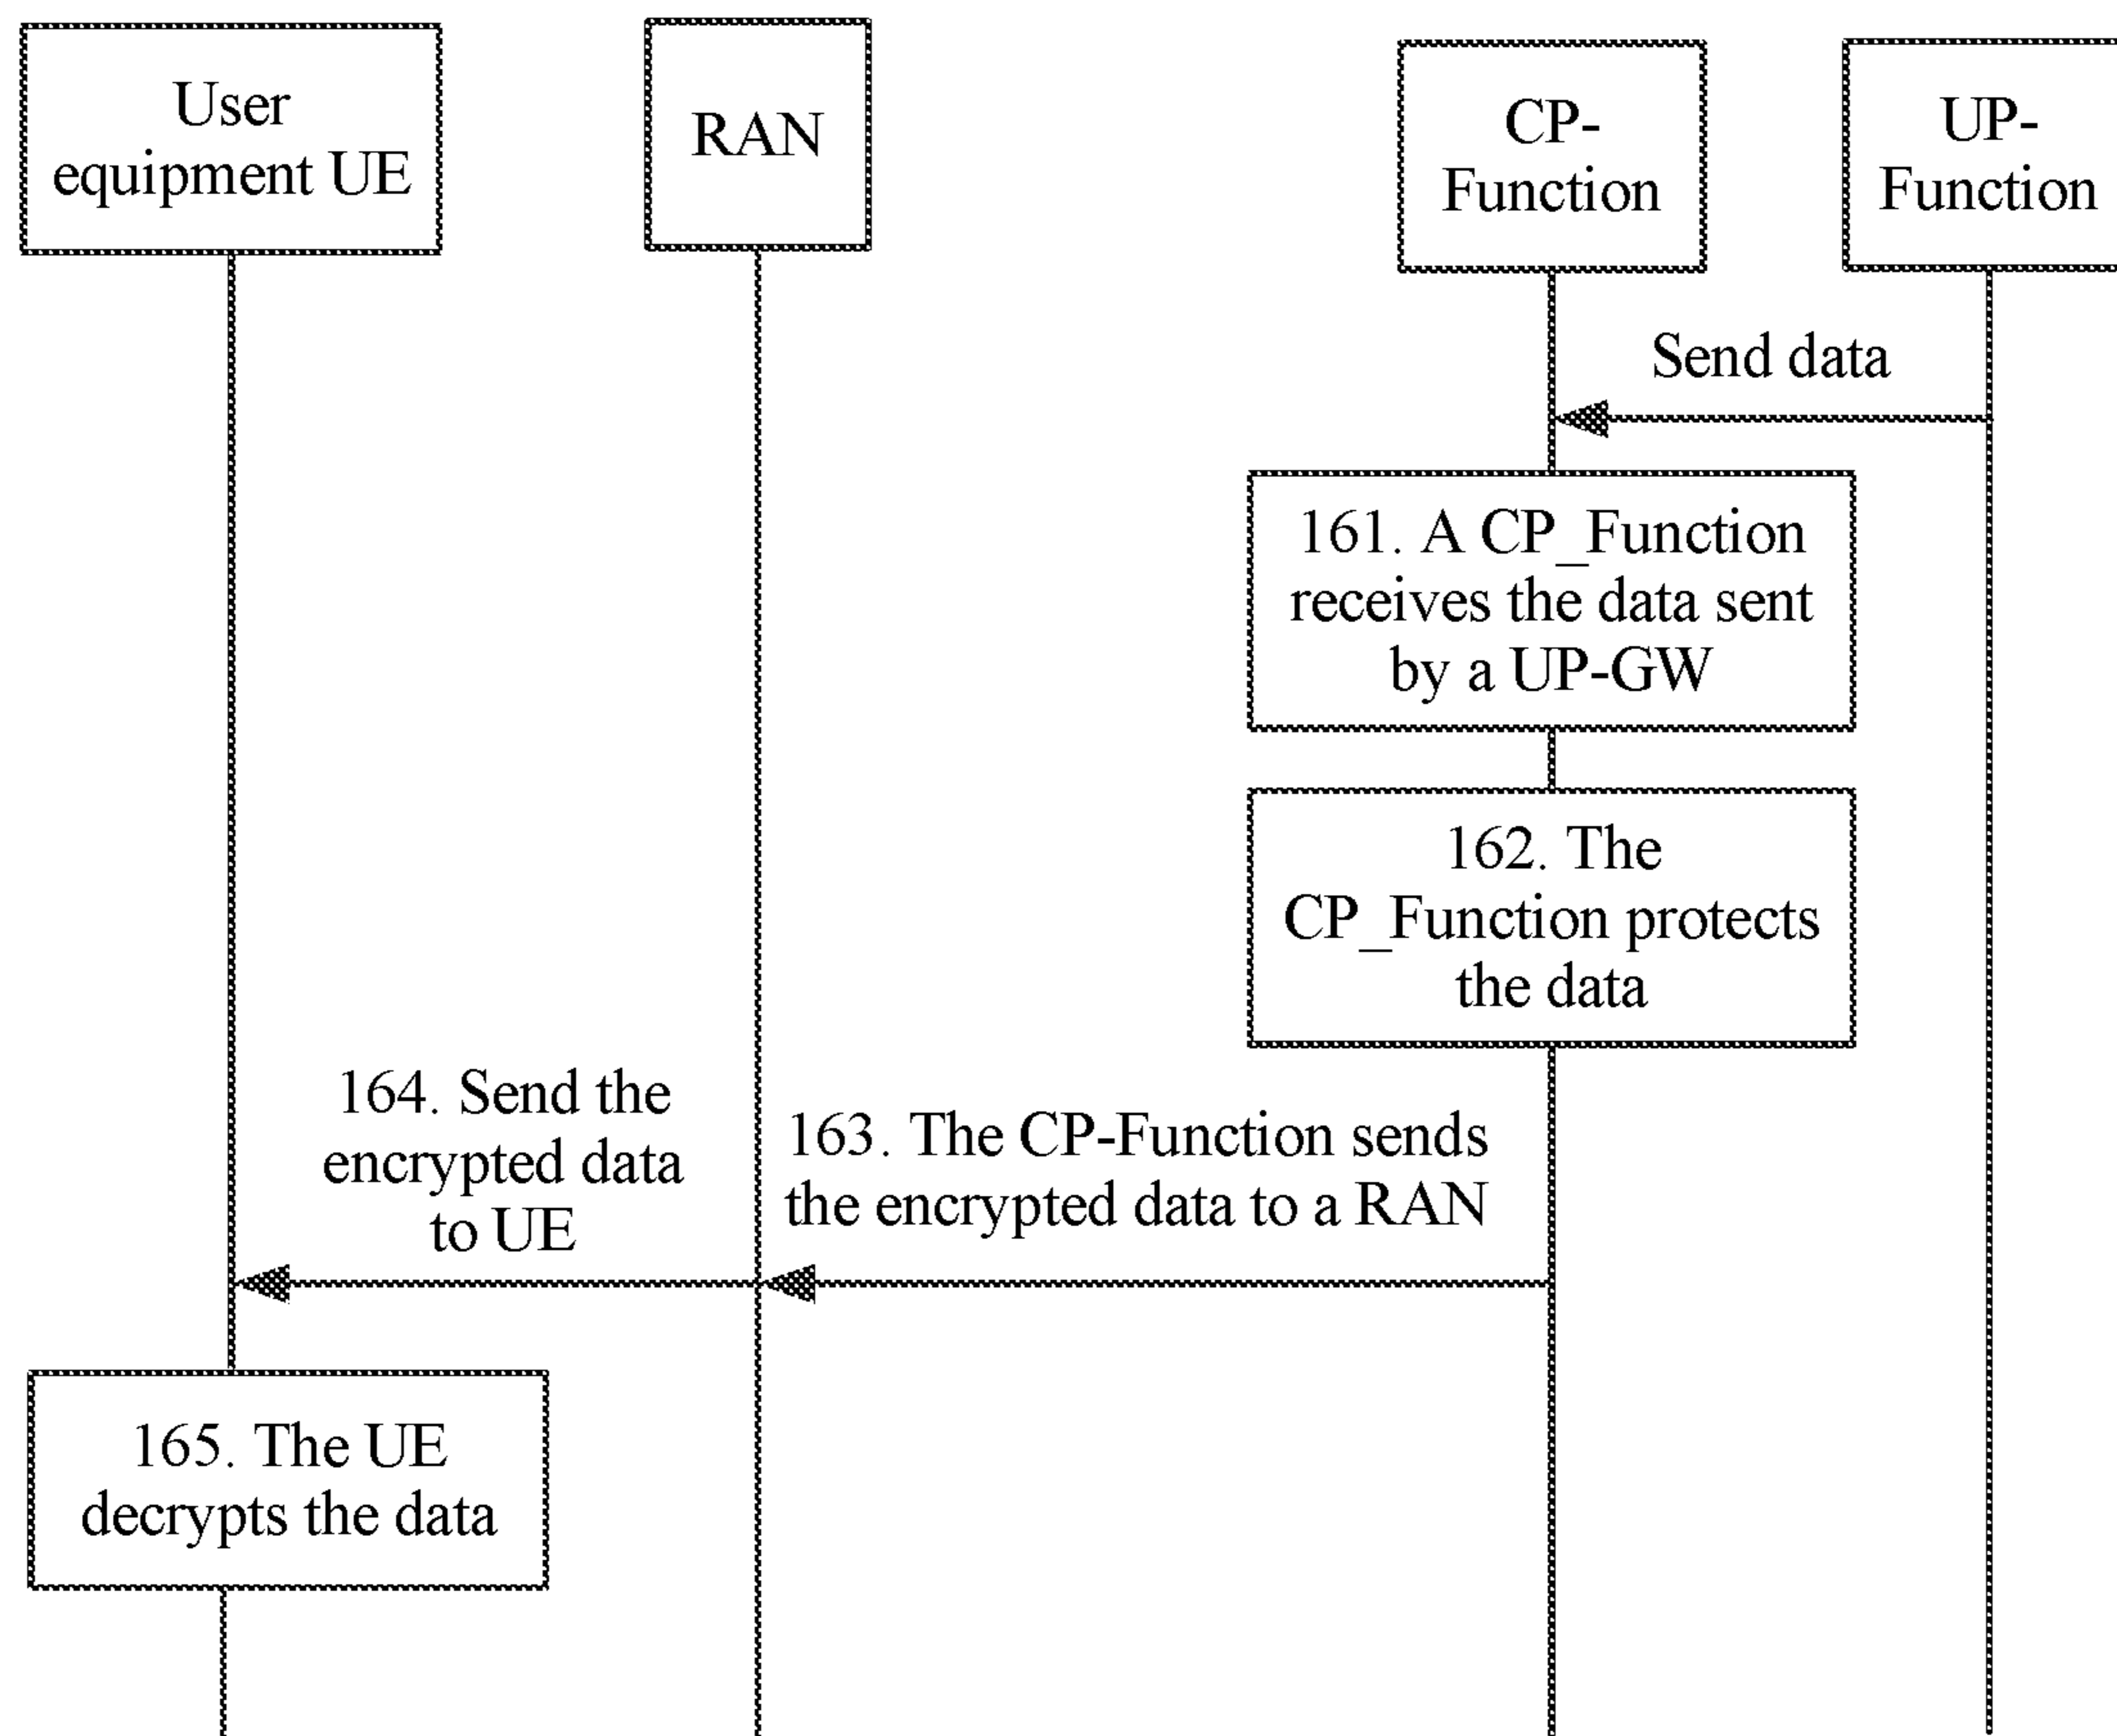 User
equipment UE
RAN
CP-
Function
UP-
Function
Send data
161. A CP_Function
receives the data sent
by a UP-GW
162. The
CP_Function protects
the data
164. Send the
encrypted data
to UE
163. The CP-Function sends
the encrypted data to a RAN
165. The UE
decrypts the data